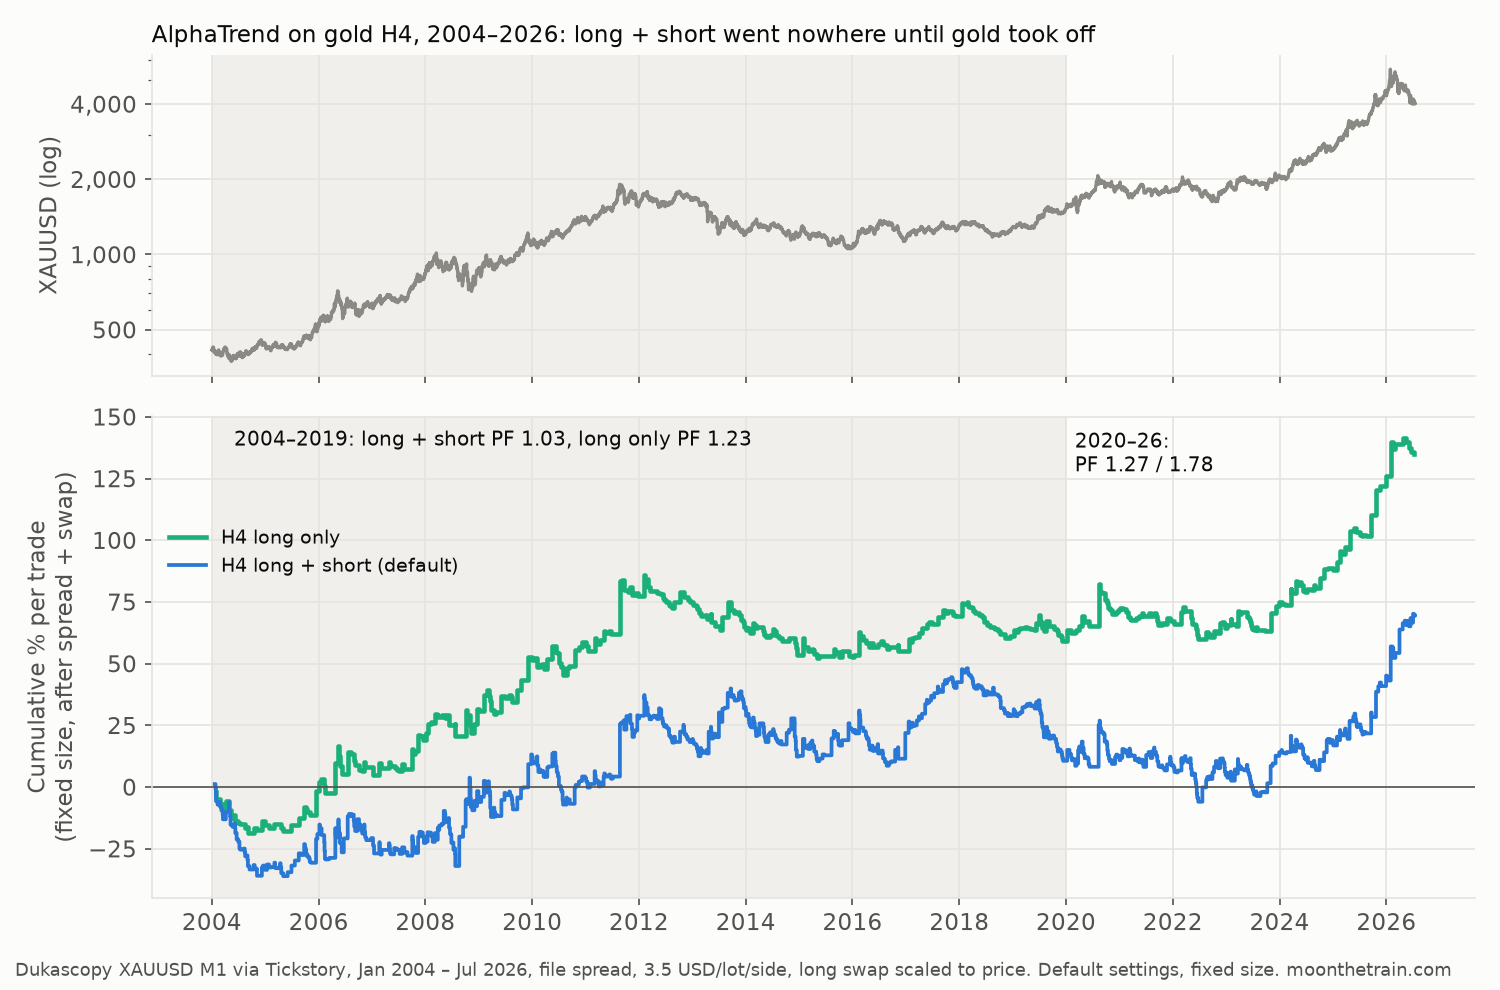 AlphaTrend on gold H4, 2004–2026: long + short went nowhere until gold took off
XAUUSD (log)
4,000
2,000
1,000
500
Cumulative % per trade
(fixed size, after spread + swap)
150
125
100
75
50
25
0
−25
2004–2019: long + short PF 1.03, long only PF 1.23
2020–26:
PF 1.27 / 1.78
H4 long only
H4 long + short (default)
2004 2006 2008 2010 2012 2014 2016 2018 2020 2022 2024 2026
Dukascopy XAUUSD M1 via Tickstory, Jan 2004 – Jul 2026, file spread, 3.5 USD/lot/side, long swap scaled to price. Default settings, fixed size. moonthetrain.com